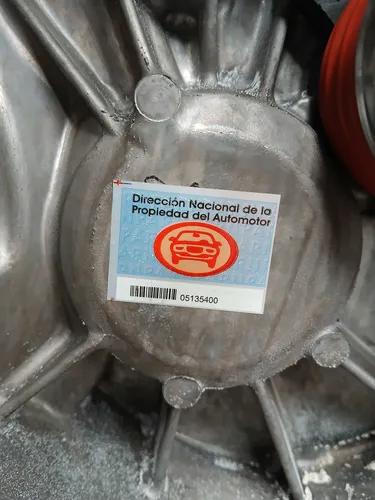 Dirección Nacional de la
Propiedad del Automotor
05135400